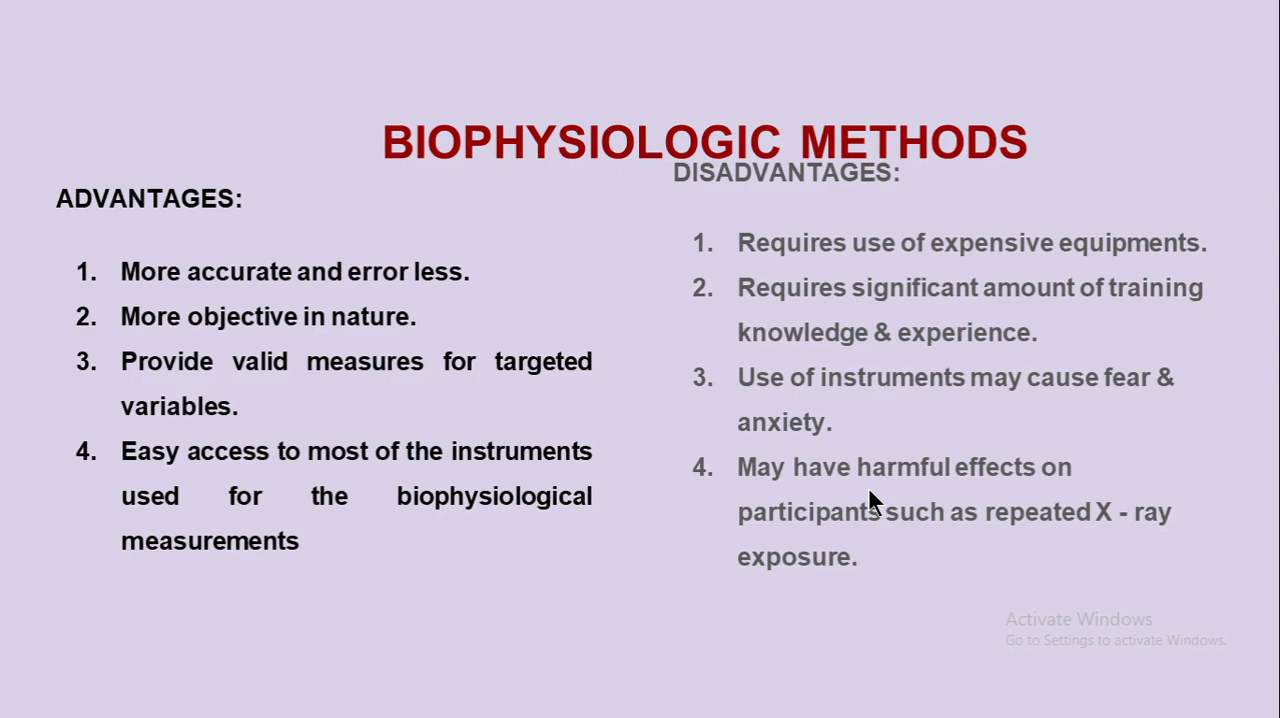 BIOPHYSIOLOGIC METHODS
ADVANTAGES:
1. More accurate and error less.
2. More objective in nature.
3. Provide valid measures for targeted
variables.
4. Easy access to most of the instruments
used for the biophysiological
measurements
DISADVANTAGES:
1. Requires use of expensive equipments.
2. Requires significant amount of training
knowledge & experience.
3. Use of instruments may cause fear &
anxiety.
4. May have harmful effects on
participants such as repeated X - ray
exposure.
Activate Windows
Go to Settings to activate Windows.